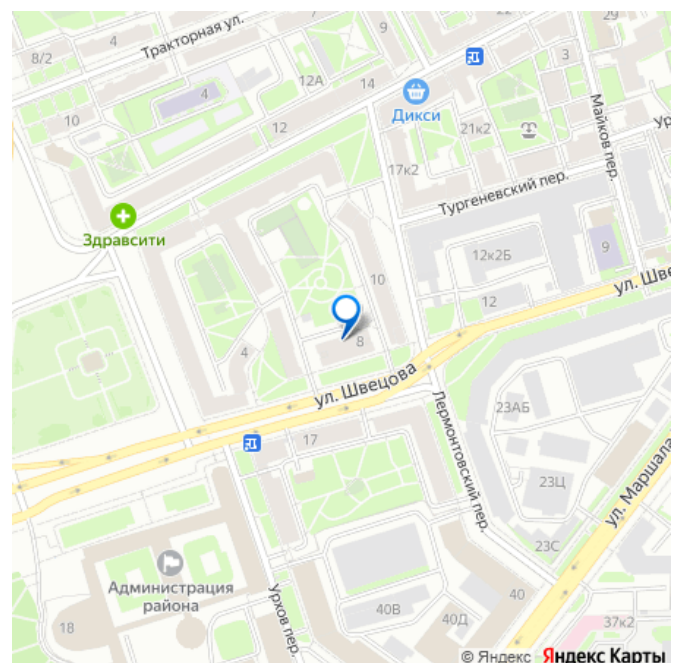 8/2
4
Тракторная ул.
9
3
12А
14
4
Дикси
10
12
21к2
Майков пер.
17к2
Тургеневский пер.
Здравсити
12к2Б
9
10
12
ул. Шве
8
4
ул. Швецова
23АБ
17
Лермонтовский пер.
23Ц
ул. Маршала
23С
Администрация
района
Урхов пер.
40
18
40В
40Д
37к2
© Яндекс Яндекс Карты